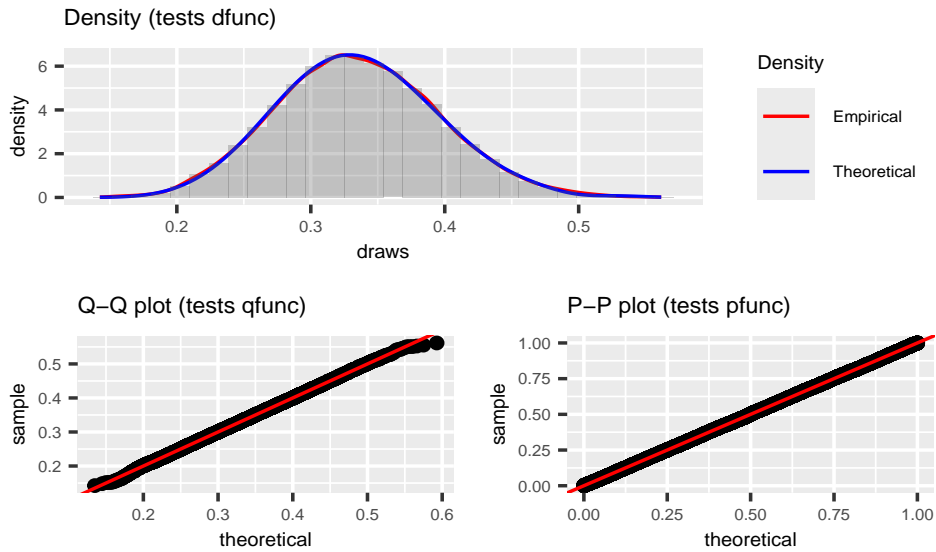 Density (tests dfunc)
6
4
2
0
density
0.2 0.3 0.4 0.5
draws
Density
Empirical
Theoretical
Q−Q plot (tests qfunc)
0.5
0.4
0.3
0.2
sample
0.2 0.3 0.4 0.5 0.6
theoretical
P−P plot (tests pfunc)
1.00
0.75
0.50
0.25
0.00
sample
0.00 0.25 0.50 0.75 1.00
theoretical